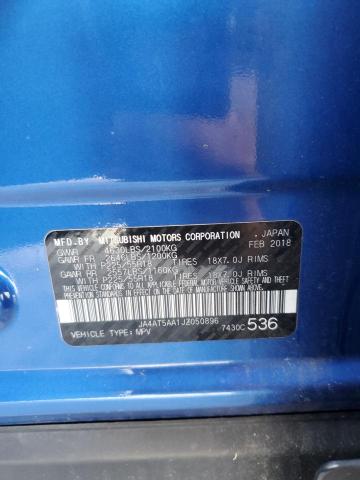 MFD.BY MITSUBISHI MOTORS CORPORATION JAPAN
GVWR 4630LBS/2100KG FEB 2018
GAWR FR 2646LBS/1200KG
WITH P225/55R18 TIRES 18X7.0J RIMS
GAWR RR 2557LBS/1160KG
WITH P225/55R18 TIRES 18X7.0J RIMS
THIS VEHICLE CONFORMS TO ALL APPLICABLE FEDERAL
MOTOR VEHICLE SAFETY, BUMPER AND THEFT PREVENTION
STANDARDS IN EFFECT ON THE DATE OF MANUFACTURE
SHOWN ABOVE.
JA4AT5AA1JZ050896
VEHICLE TYPE: MPV 7430C 536